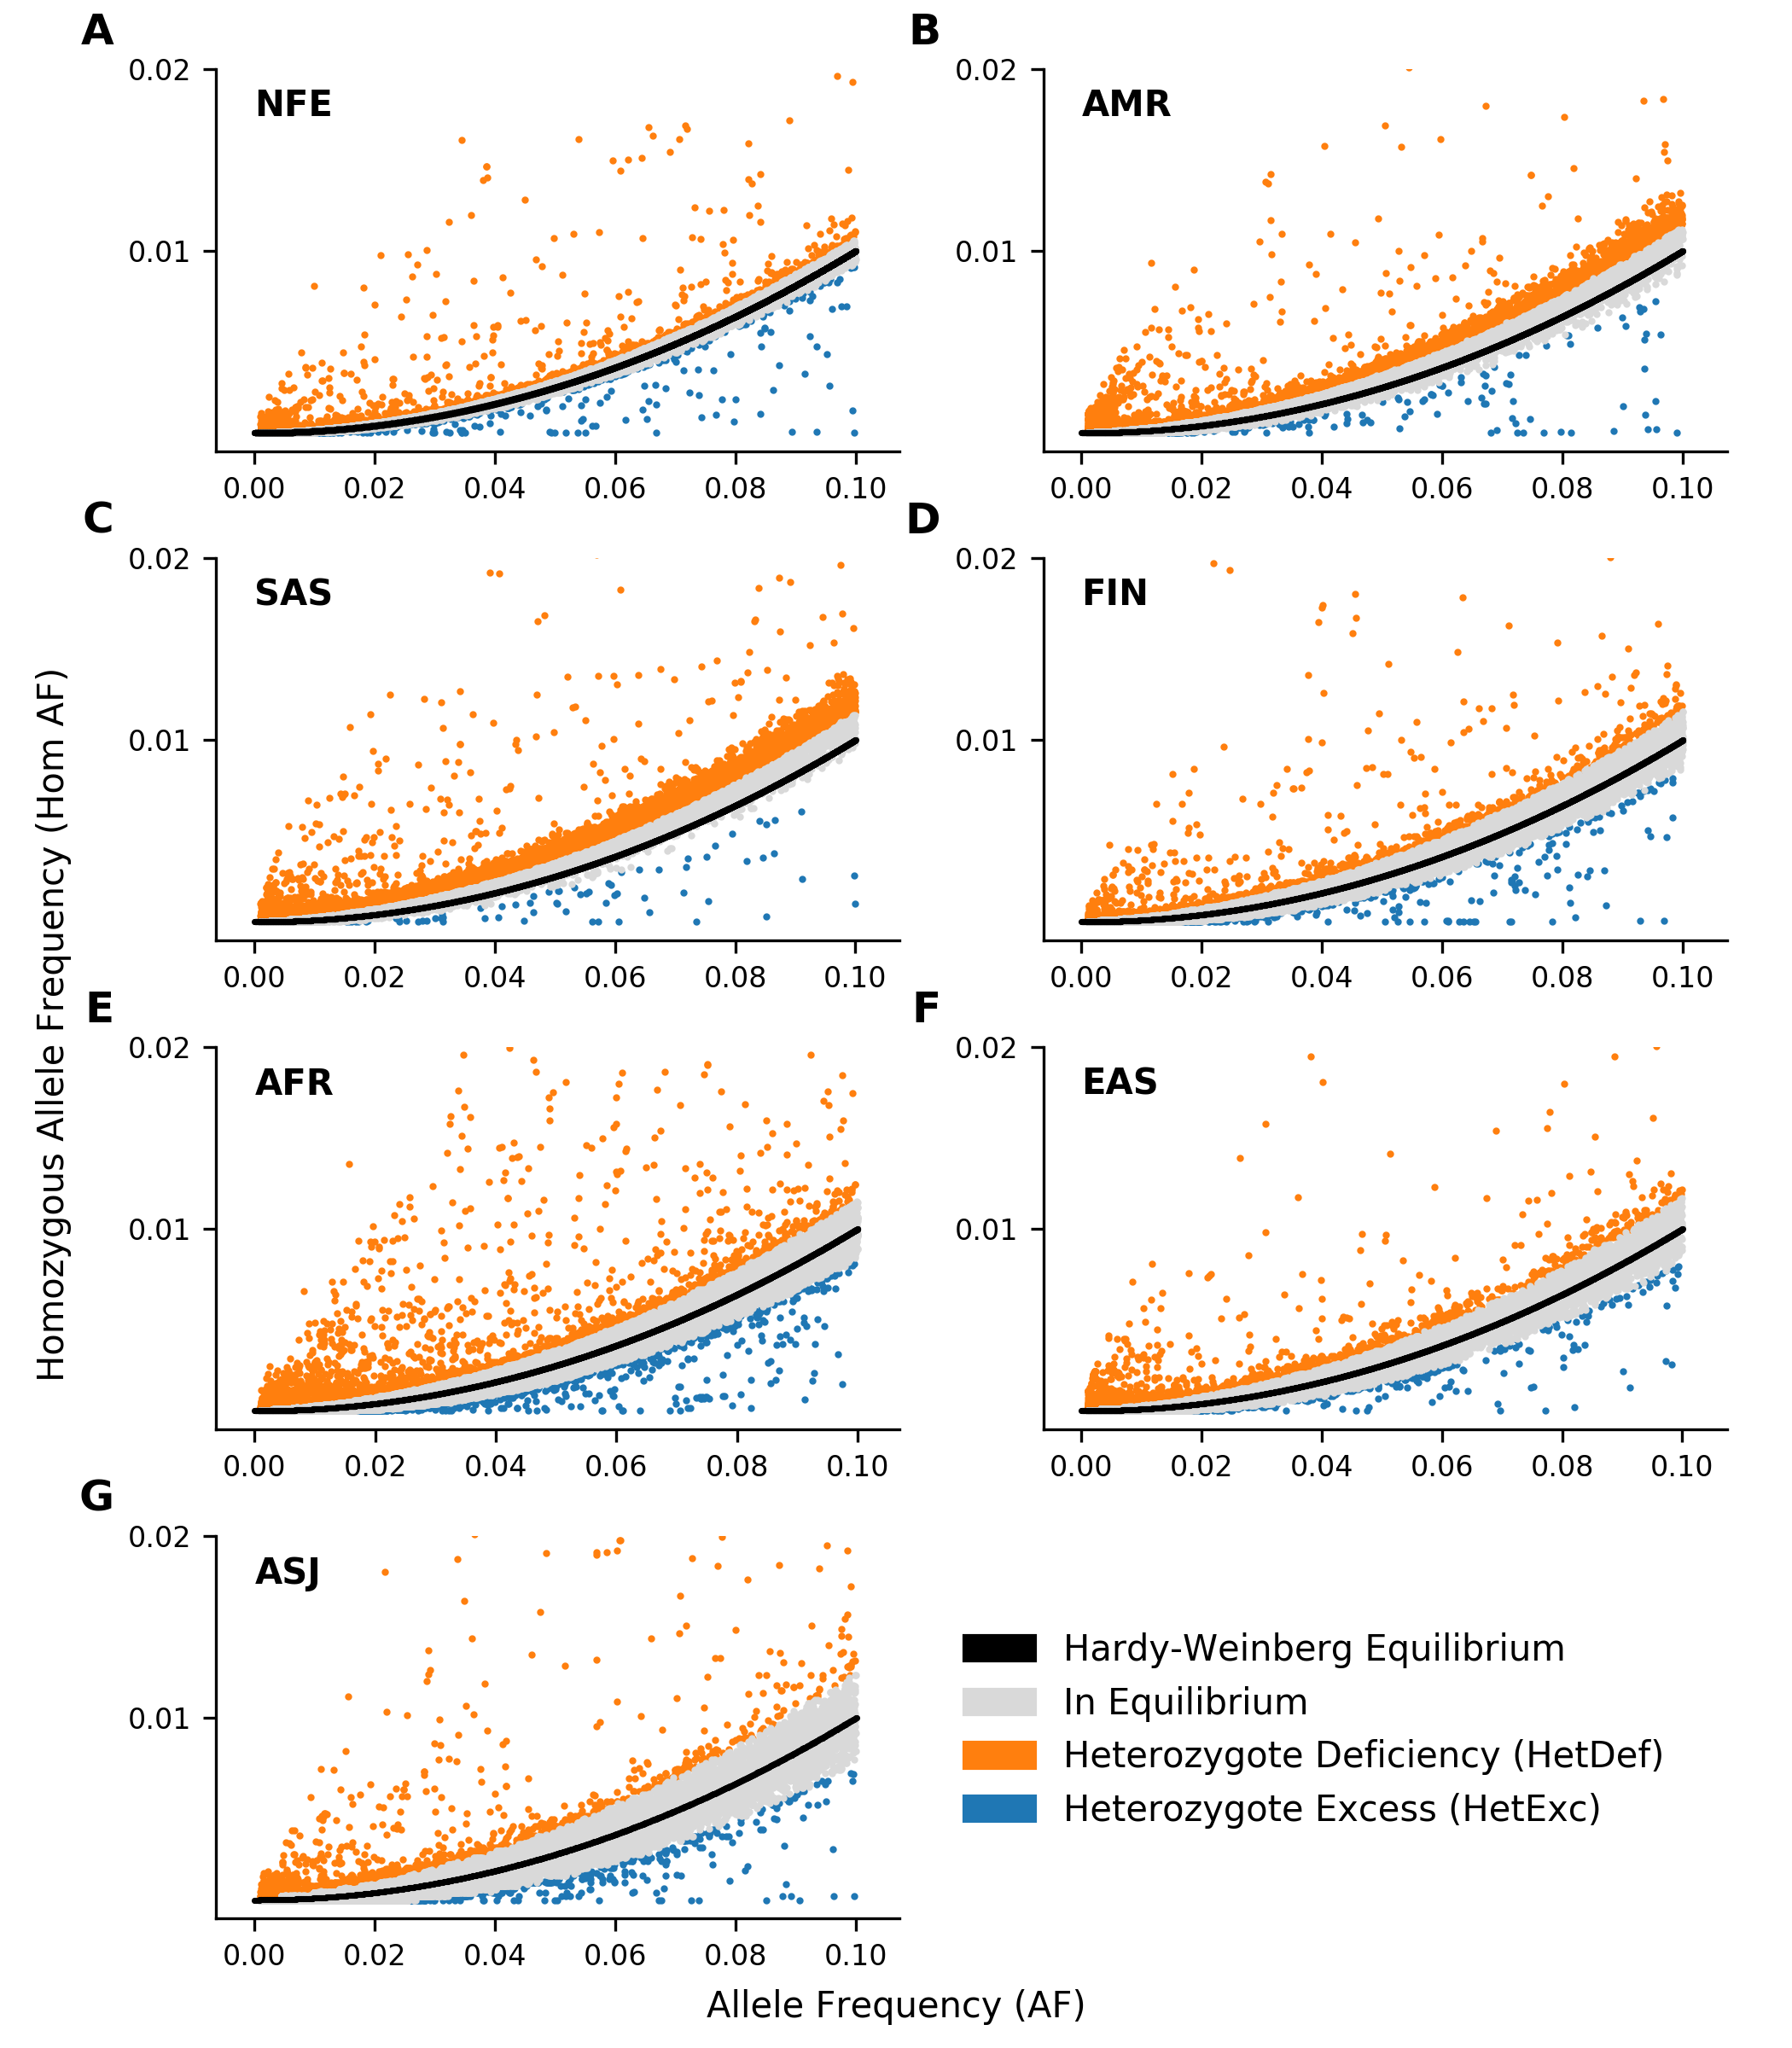 A
B
0.02
NFE
0.01
0.00 0.02 0.04 0.06 0.08 0.10
0.02
AMR
0.01
0.00 0.02 0.04 0.06 0.08 0.10
C
D
0.02
SAS
0.01
0.00 0.02 0.04 0.06 0.08 0.10
0.02
FIN
0.01
0.00 0.02 0.04 0.06 0.08 0.10
Homozygous Allele Frequency (Hom AF)
E
F
0.02
AFR
0.01
0.00 0.02 0.04 0.06 0.08 0.10
0.02
EAS
0.01
0.00 0.02 0.04 0.06 0.08 0.10
G
0.02
ASJ
0.01
0.00 0.02 0.04 0.06 0.08 0.10
Hardy-Weinberg Equilibrium
In Equilibrium
Heterozygote Deficiency (HetDef)
Heterozygote Excess (HetExc)
Allele Frequency (AF)